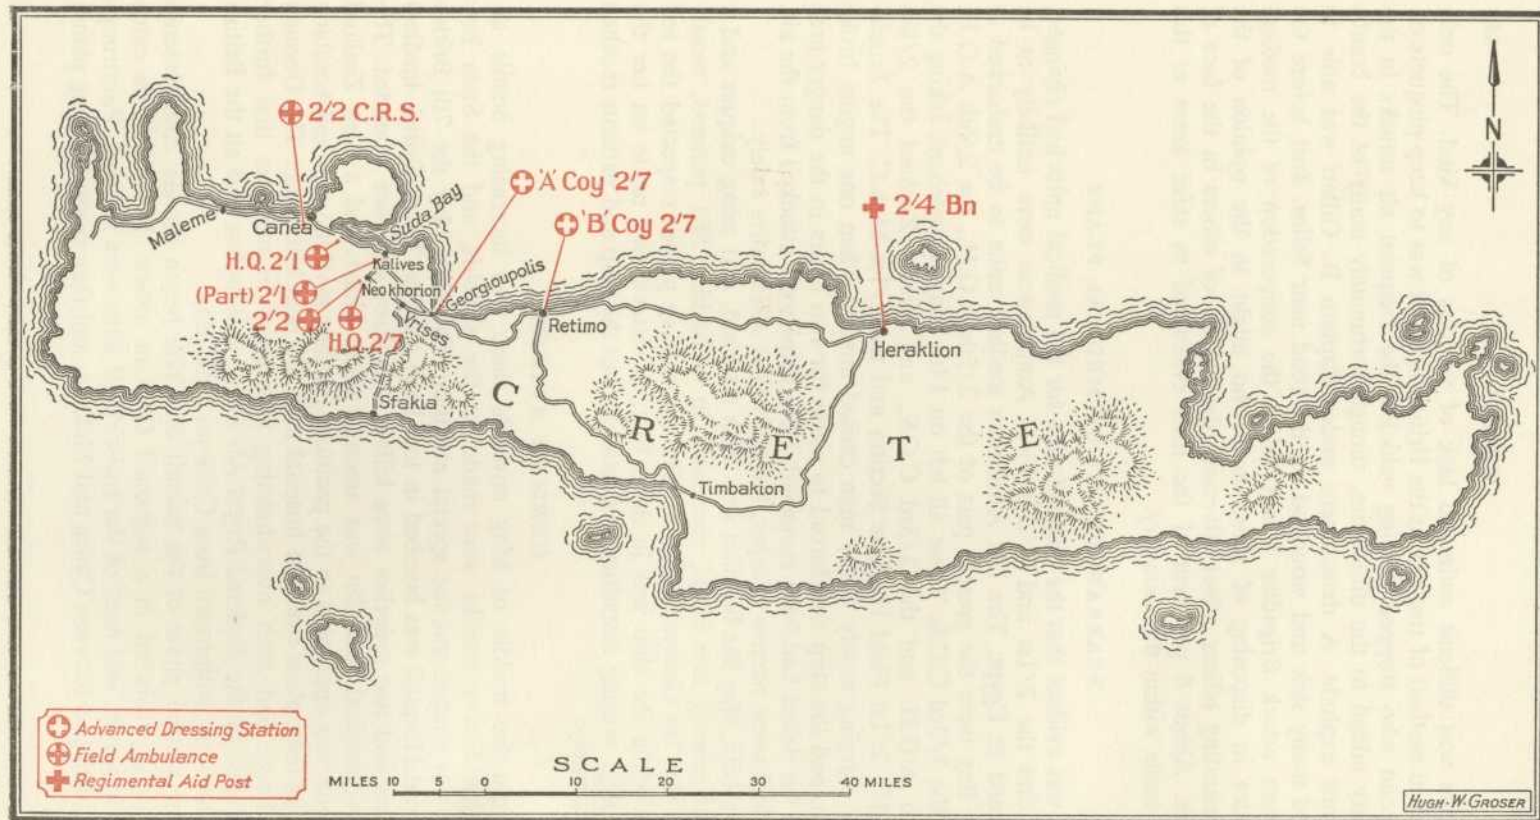 2/2 C.R.S.
'A' Coy 2/7
'B' Coy 2/7
2/4 Bn
N
Maleme
Canea
Suda Bay
H.Q. 2/1
Kalives
(Part) 2/1
Neokhorion
Georgioupolis
2/2
H.Q. 2/7
Vrises
Retimo
Heraklion
Sfakia
CRETE
Timbakion
Advanced Dressing Station
Field Ambulance
Regimental Aid Post
SCALE
MILES 10 5 0 10 20 30 40 MILES
HUGH·W·GROSER